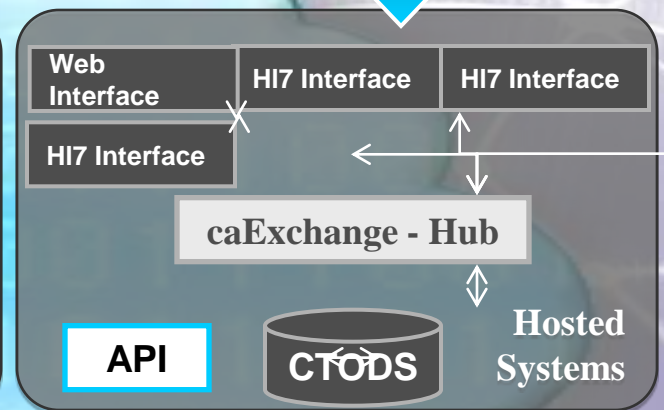 Web
Interface
Hl7 Interface
Hl7 Interface
Hl7 Interface
caExchange - Hub
Hosted
Systems
API
CTODS